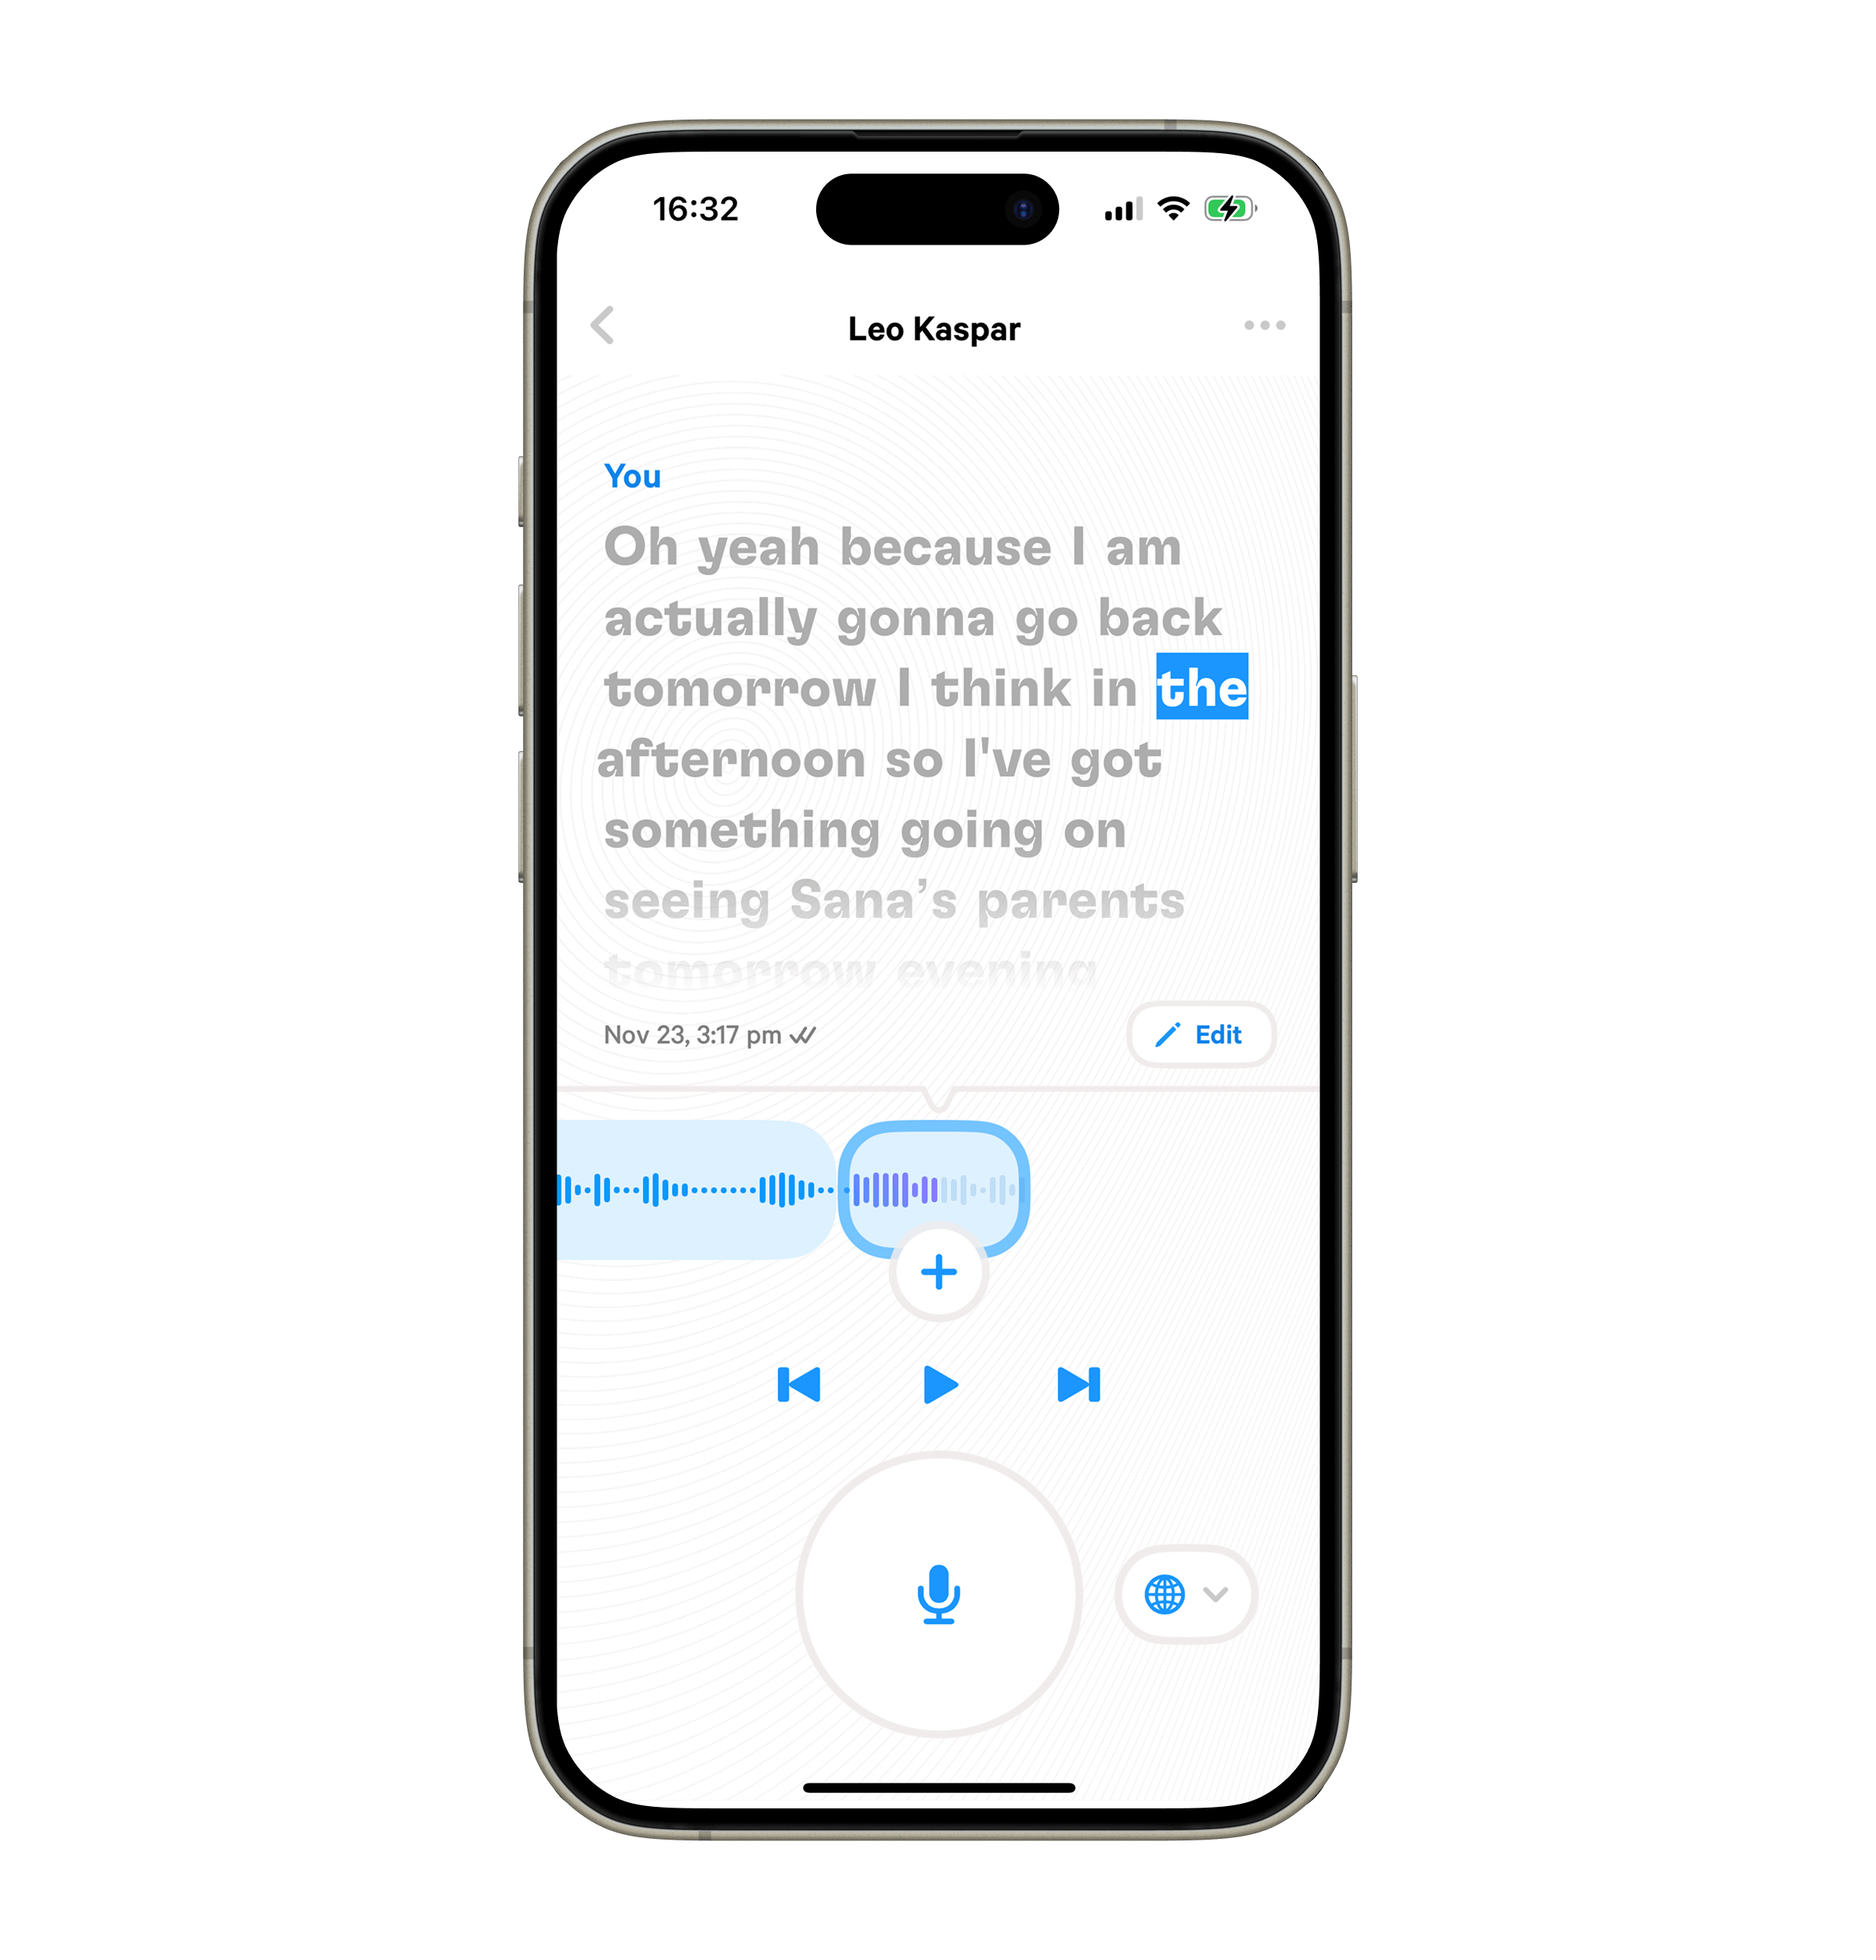 16:32
Leo Kaspar
You
Oh yeah because I am
actually gonna go back
tomorrow I think in the
afternoon so I've got
something going on
seeing Sana’s parents
tomorrow evening
Nov 23, 3:17 pm
Edit